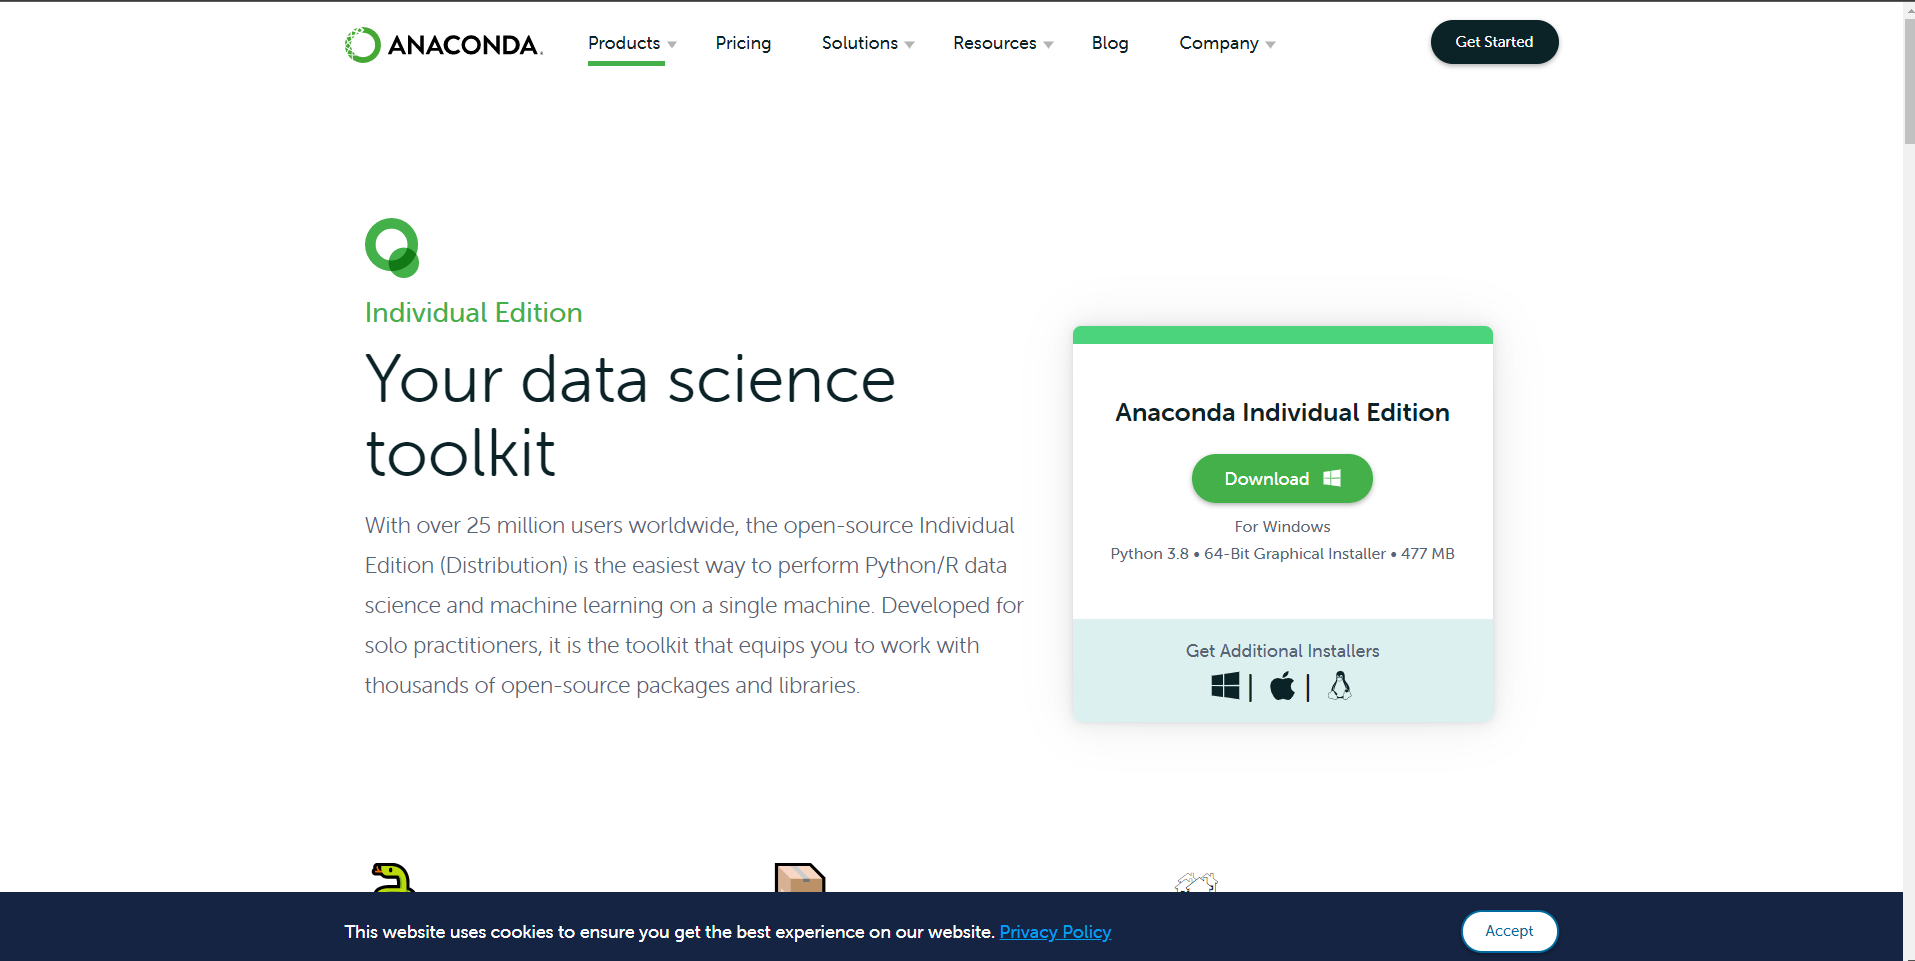 ANACONDA.
Products Pricing Solutions Resources Blog Company Get Started
Individual Edition
Your data science
toolkit
With over 25 million users worldwide, the open-source Individual
Edition (Distribution) is the easiest way to perform Python/R data
science and machine learning on a single machine. Developed for
solo practitioners, it is the toolkit that equips you to work with
thousands of open-source packages and libraries.
Anaconda Individual Edition
Download
For Windows
Python 3.8 • 64-Bit Graphical Installer • 477 MB
Get Additional Installers
| |
This website uses cookies to ensure you get the best experience on our website. Privacy Policy
Accept